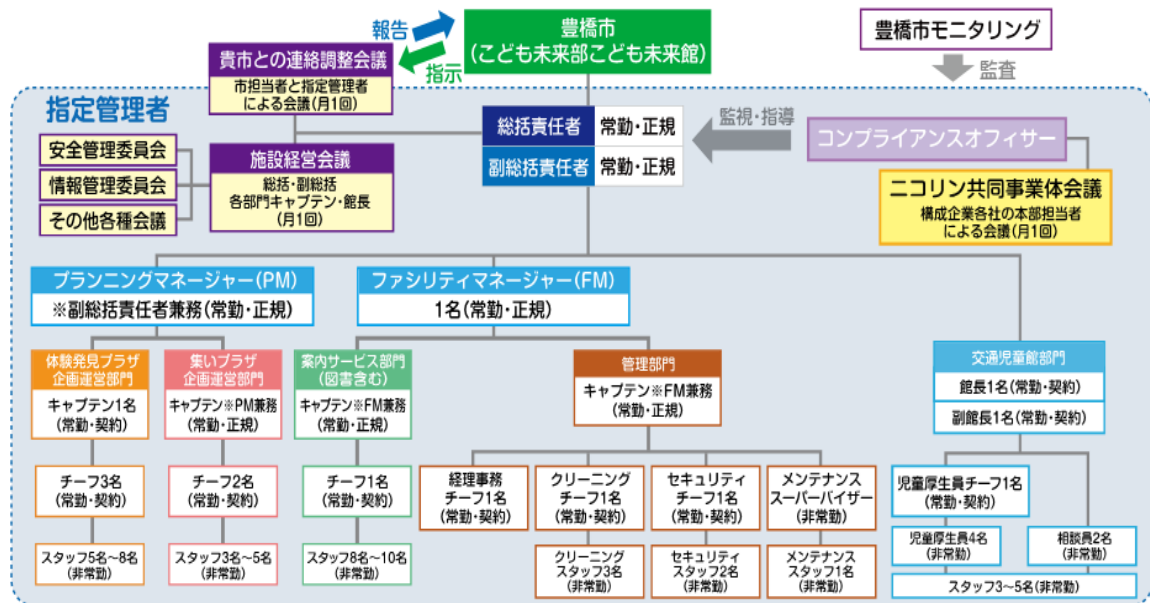 報告
指示
豊橋市
(こども未来部こども未来館)
豊橋市モニタリング
監査
貴市との連絡調整会議
市担当者と指定管理者
による会議(月1回)
指定管理者
安全管理委員会
情報管理委員会
その他各種会議
施設経営会議
総括・副総括
各部門キャプテン・館長
(月1回)
総括責任者 常勤・正規
副総括責任者 常勤・正規
監視・指導
コンプライアンスオフィサー
ニコリン共同事業体会議
構成企業各社の本部担当者
による会議(月1回)
プランニングマネージャー(PM)
※副総括責任者兼務(常勤・正規)
ファシリティマネージャー(FM)
1名(常勤・正規)
体験発見プラザ
企画運営部門
キャプテン1名
(常勤・契約)
チーフ3名
(常勤・契約)
スタッフ5名～8名
(非常勤)
集いプラザ
企画運営部門
キャプテン※PM兼務
(常勤・正規)
チーフ2名
(常勤・契約)
スタッフ3名～5名
(非常勤)
案内サービス部門
(図書含む)
キャプテン※FM兼務
(常勤・正規)
チーフ1名
(常勤・契約)
スタッフ8名～10名
(非常勤)
管理部門
キャプテン※FM兼務
(常勤・正規)
経理事務
チーフ1名
(常勤・契約)
クリーニング
チーフ1名
(常勤・契約)
クリーニング
スタッフ3名
(非常勤)
セキュリティ
チーフ1名
(常勤・契約)
セキュリティ
スタッフ2名
(非常勤)
メンテナンス
スーパーバイザー
(非常勤)
メンテナンス
スタッフ1名
(非常勤)
交通児童館部門
館長1名(常勤・契約)
副館長1名(常勤・契約)
児童厚生員チーフ1名
(常勤・契約)
児童厚生員4名
(非常勤)
相談員2名
(非常勤)
スタッフ3～5名(非常勤)